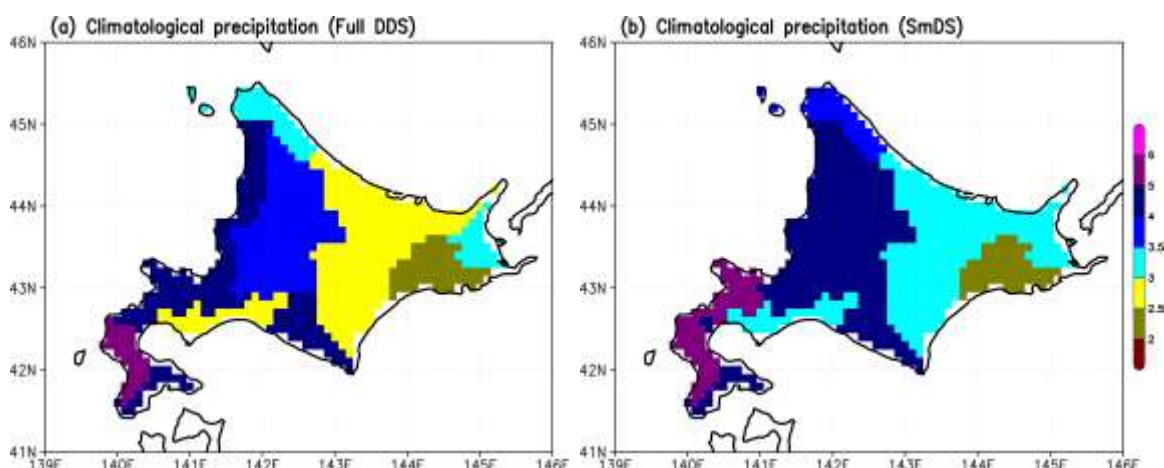 (a) Climatological precipitation (Full DDS)
46N
45N
44N
43N
42N
41N
139E 140E 141E 142E 143E 144E 145E 146E
(b) Climatological precipitation (SmDS)
46N
45N
44N
43N
42N
41N
139E 140E 141E 142E 143E 144E 145E 146E
6
5
4
3.5
3
2.5
2